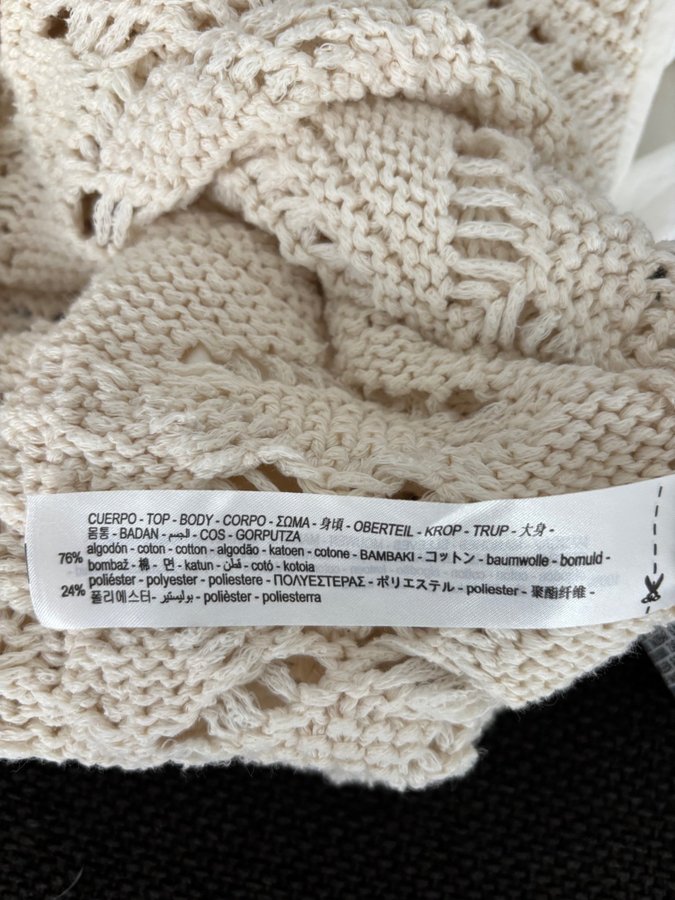 CUERPO - TOP - BODY - CORPO - ΣΩΜΑ - 身頃 - OBERTEIL - KROP - TRUP - 大身 -
몸통 - BADAN - الجسم - COS - GORPUTZA
76% algodón - coton - cotton - algodão - katoen - cotone - BAMBAKI - コットン - baumwolle - bomuld -
bombaž - 棉 - 면 - katun - قطن - cotó - kotoia
24% poliéster - polyester - poliestere - ΠΟΛΥΕΣΤΕΡΑΣ - ポリエステル - poliester - 聚酯纤维 -
폴리에스터 - بوليستير - polièster - poliesterra